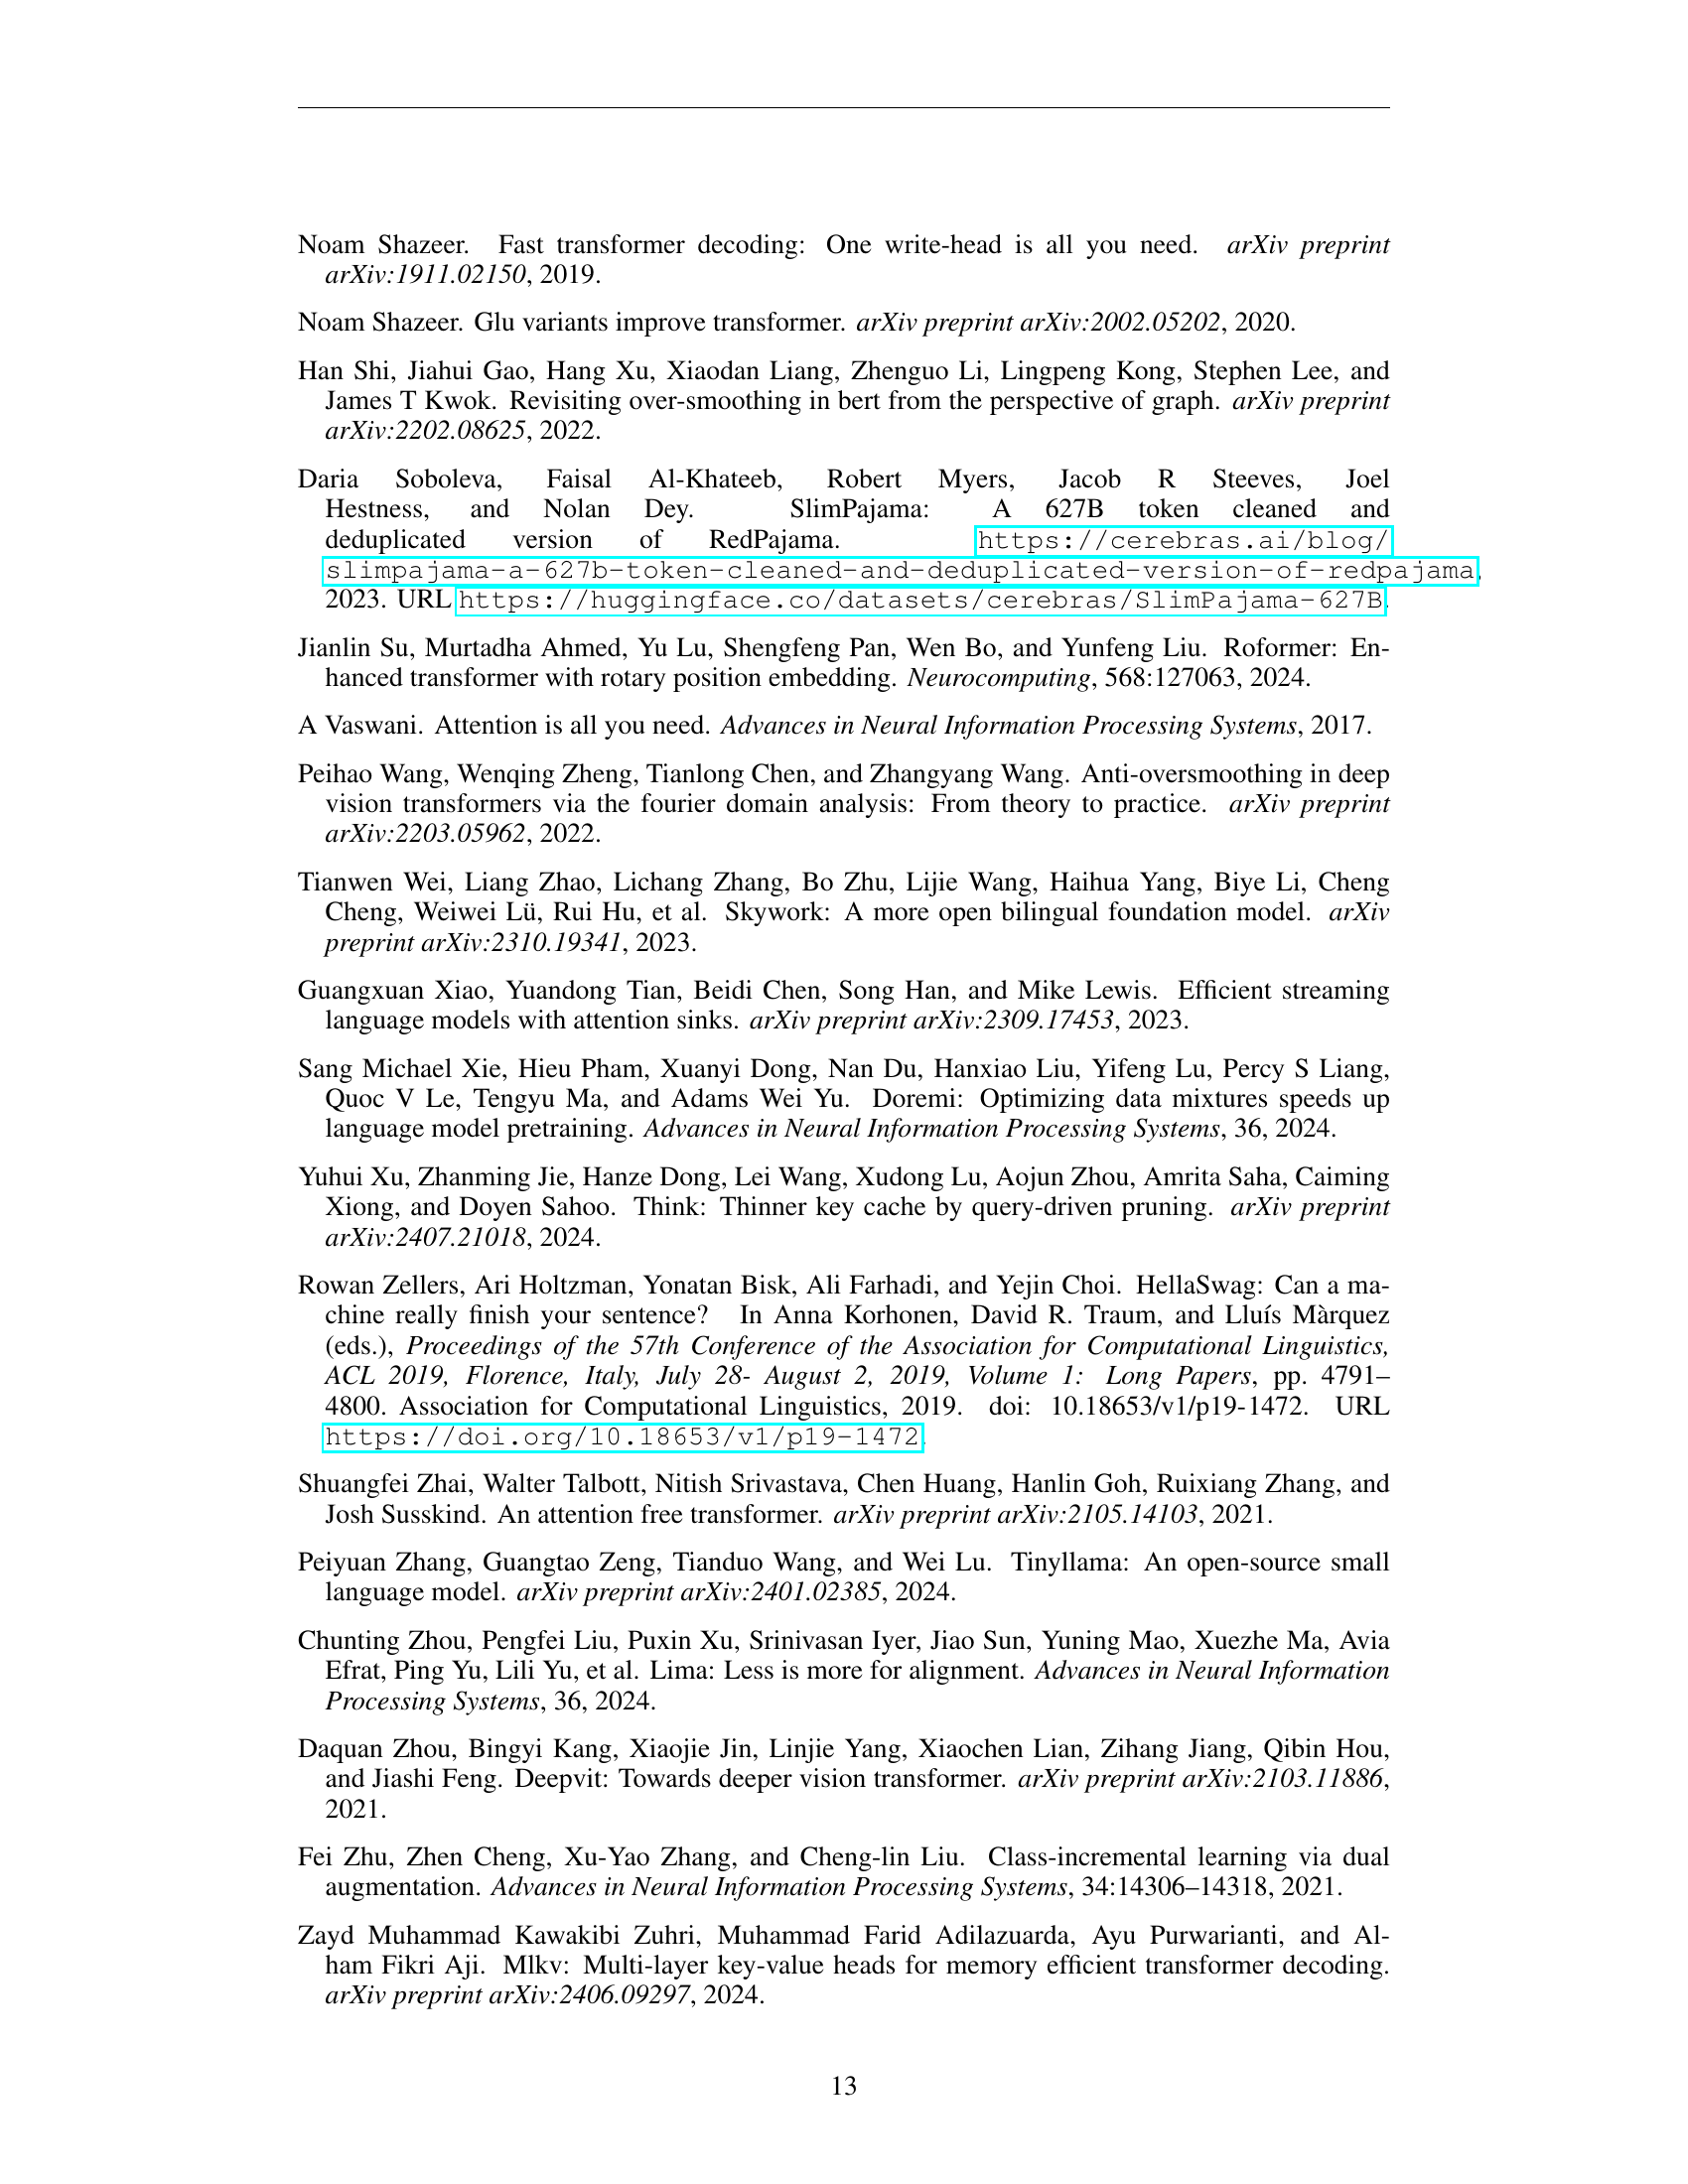 Noam Shazeer. Fast transformer decoding: One write-head is all you need. arXiv preprint
arXiv:1911.02150, 2019.
Noam Shazeer. Glu variants improve transformer. arXiv preprint arXiv:2002.05202, 2020.
Han Shi, Jiahui Gao, Hang Xu, Xiaodan Liang, Zhenguo Li, Lingpeng Kong, Stephen Lee, and
James T Kwok. Revisiting over-smoothing in bert from the perspective of graph. arXiv preprint
arXiv:2202.08625, 2022.
Daria Soboleva, Faisal Al-Khateeb, Robert Myers, Jacob R Steeves, Joel
Hestness, and Nolan Dey. SlimPajama: A 627B token cleaned and
deduplicated version of RedPajama. https://cerebras.ai/blog/
slimpajama-a-627b-token-cleaned-and-deduplicated-version-of-redpajama,
2023. URL https://huggingface.co/datasets/cerebras/SlimPajama-627B.
Jianlin Su, Murtadha Ahmed, Yu Lu, Shengfeng Pan, Wen Bo, and Yunfeng Liu. Roformer: En-
hanced transformer with rotary position embedding. Neurocomputing, 568:127063, 2024.
A Vaswani. Attention is all you need. Advances in Neural Information Processing Systems, 2017.
Peihao Wang, Wenqing Zheng, Tianlong Chen, and Zhangyang Wang. Anti-oversmoothing in deep
vision transformers via the fourier domain analysis: From theory to practice. arXiv preprint
arXiv:2203.05962, 2022.
Tianwen Wei, Liang Zhao, Lichang Zhang, Bo Zhu, Lijie Wang, Haihua Yang, Biye Li, Cheng
Cheng, Weiwei Lü, Rui Hu, et al. Skywork: A more open bilingual foundation model. arXiv
preprint arXiv:2310.19341, 2023.
Guangxuan Xiao, Yuandong Tian, Beidi Chen, Song Han, and Mike Lewis. Efficient streaming
language models with attention sinks. arXiv preprint arXiv:2309.17453, 2023.
Sang Michael Xie, Hieu Pham, Xuanyi Dong, Nan Du, Hanxiao Liu, Yifeng Lu, Percy S Liang,
Quoc V Le, Tengyu Ma, and Adams Wei Yu. Doremi: Optimizing data mixtures speeds up
language model pretraining. Advances in Neural Information Processing Systems, 36, 2024.
Yuhui Xu, Zhanming Jie, Hanze Dong, Lei Wang, Xudong Lu, Aojun Zhou, Amrita Saha, Caiming
Xiong, and Doyen Sahoo. Think: Thinner key cache by query-driven pruning. arXiv preprint
arXiv:2407.21018, 2024.
Rowan Zellers, Ari Holtzman, Yonatan Bisk, Ali Farhadi, and Yejin Choi. HellaSwag: Can a ma-
chine really finish your sentence? In Anna Korhonen, David R. Traum, and Lluís Màrquez
(eds.), Proceedings of the 57th Conference of the Association for Computational Linguistics,
ACL 2019, Florence, Italy, July 28- August 2, 2019, Volume 1: Long Papers, pp. 4791–
4800. Association for Computational Linguistics, 2019. doi: 10.18653/v1/p19-1472. URL
https://doi.org/10.18653/v1/p19-1472.
Shuangfei Zhai, Walter Talbott, Nitish Srivastava, Chen Huang, Hanlin Goh, Ruixiang Zhang, and
Josh Susskind. An attention free transformer. arXiv preprint arXiv:2105.14103, 2021.
Peiyuan Zhang, Guangtao Zeng, Tianduo Wang, and Wei Lu. Tinyllama: An open-source small
language model. arXiv preprint arXiv:2401.02385, 2024.
Chunting Zhou, Pengfei Liu, Puxin Xu, Srinivasan Iyer, Jiao Sun, Yuning Mao, Xuezhe Ma, Avia
Efrat, Ping Yu, Lili Yu, et al. Lima: Less is more for alignment. Advances in Neural Information
Processing Systems, 36, 2024.
Daquan Zhou, Bingyi Kang, Xiaojie Jin, Linjie Yang, Xiaochen Lian, Zihang Jiang, Qibin Hou,
and Jiashi Feng. Deepvit: Towards deeper vision transformer. arXiv preprint arXiv:2103.11886,
2021.
Fei Zhu, Zhen Cheng, Xu-Yao Zhang, and Cheng-lin Liu. Class-incremental learning via dual
augmentation. Advances in Neural Information Processing Systems, 34:14306–14318, 2021.
Zayd Muhammad Kawakibi Zuhri, Muhammad Farid Adilazuarda, Ayu Purwarianti, and Al-
ham Fikri Aji. Mlkv: Multi-layer key-value heads for memory efficient transformer decoding.
arXiv preprint arXiv:2406.09297, 2024.
13